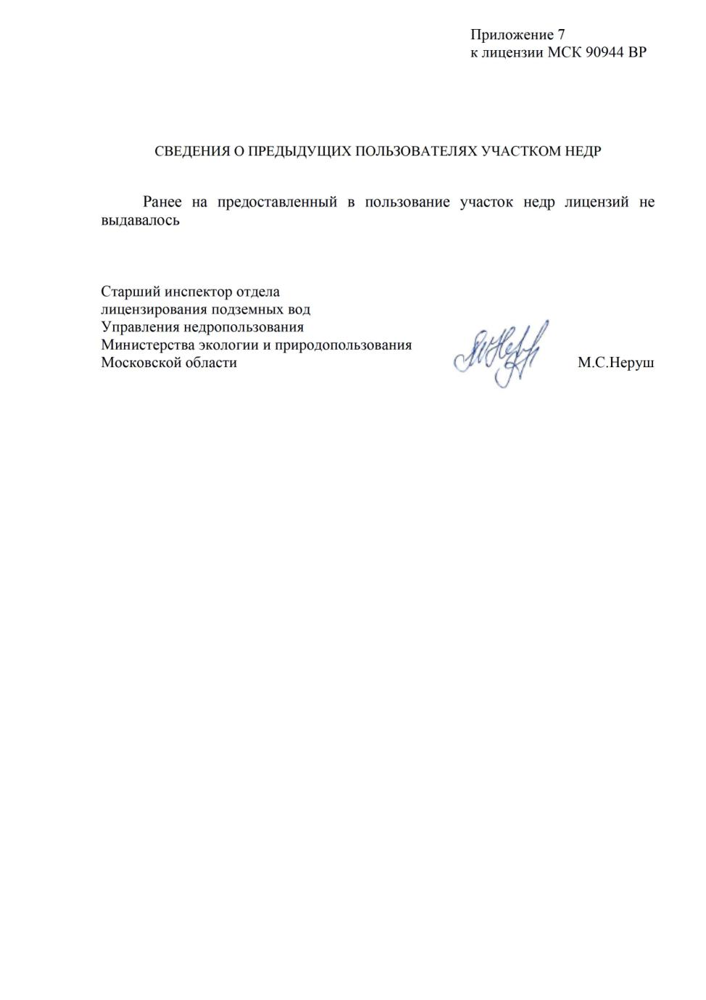 Приложение 7
к лицензии МСК 90944 ВР
СВЕДЕНИЯ О ПРЕДЫДУЩИХ ПОЛЬЗОВАТЕЛЯХ УЧАСТКОМ НЕДР
Ранее на предоставленный в пользование участок недр лицензий не
выдавалось
Старший инспектор отдела
лицензирования подземных вод
Управления недропользования
Министерства экологии и природопользования
Московской области М.С.Неруш